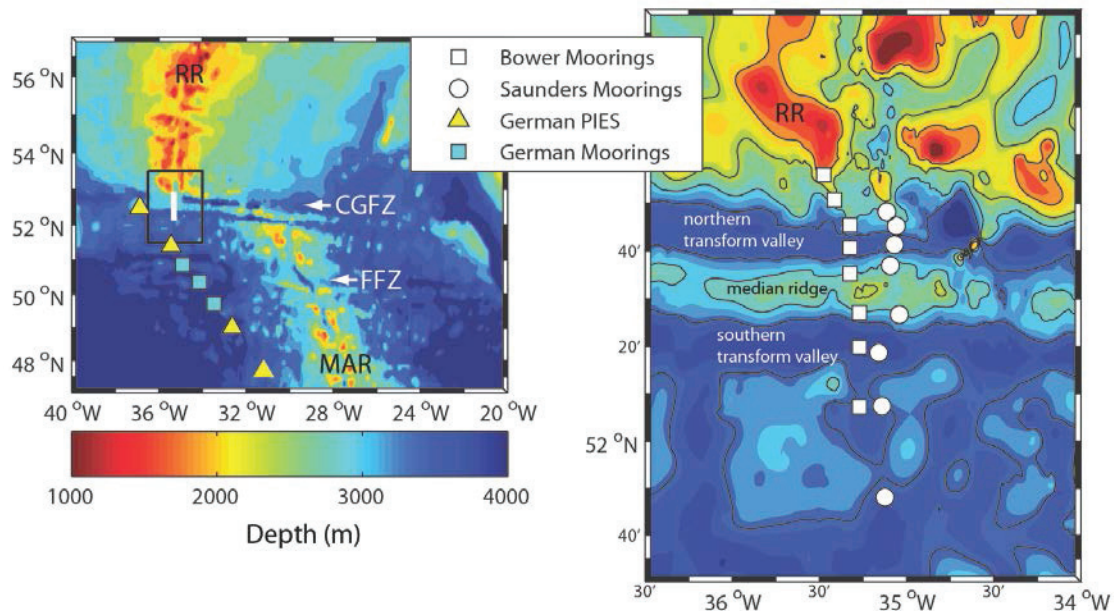 56 °N
54 °N
52 °N
50 °N
48 °N
40 °W
36 °W
32 °W
28 °W
24 °W
20 °W
RR
CGFZ
FFZ
MAR
1000
2000
3000
4000
Depth (m)
Bower Moorings
Saunders Moorings
German PIES
German Moorings
RR
northern
transform valley
median ridge
southern
transform valley
40'
20'
52 °N
40'
30'
36 °W
30'
35 °W
30'
34 °W